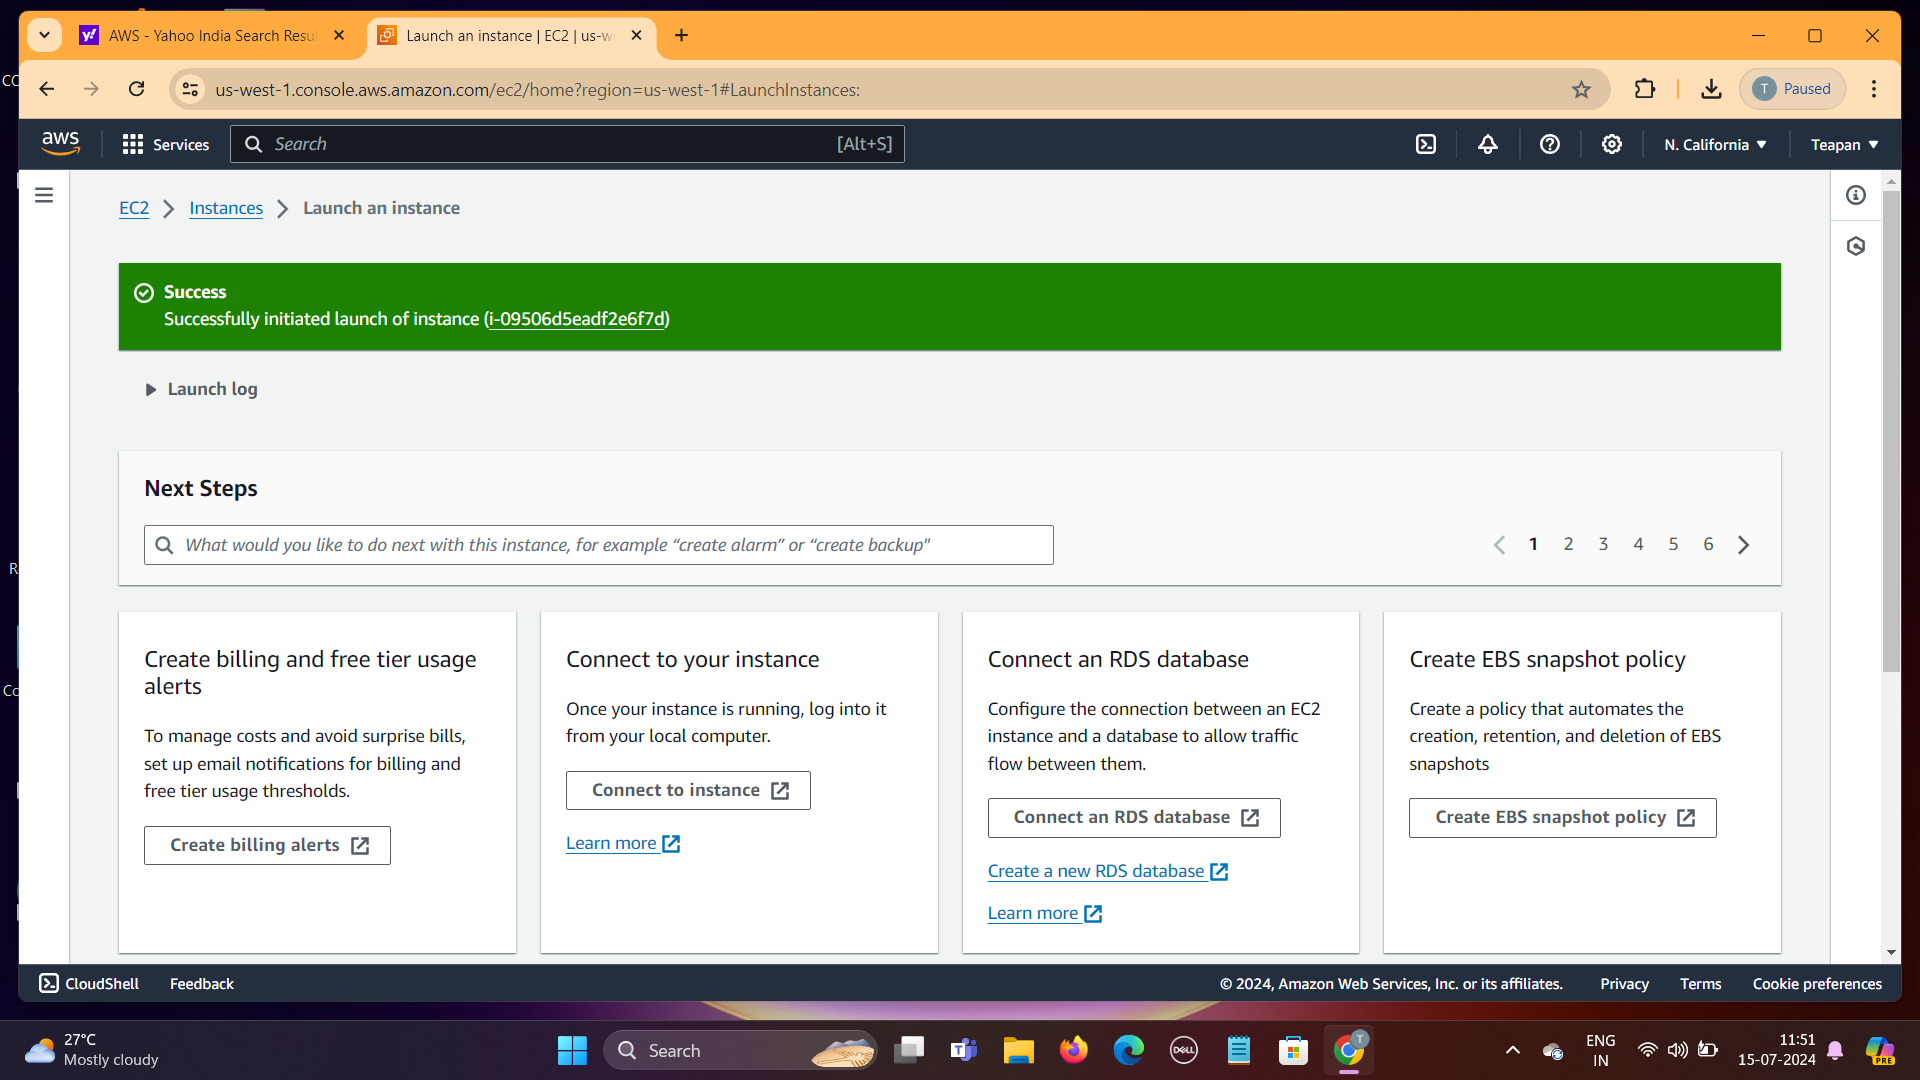 AWS - Yahoo India Search Resu
Launch an instance | EC2 | us-w
us-west-1.console.aws.amazon.com/ec2/home?region=us-west-1#LaunchInstances:
T Paused
aws
Services
Search
[Alt+S]
N. California
Teapan
EC2
Instances
Launch an instance
Success
Successfully initiated launch of instance (i-09506d5eadf2e6f7d)
Launch log
Next Steps
What would you like to do next with this instance, for example “create alarm” or “create backup"
1 2 3 4 5 6
Create billing and free tier usage
alerts
To manage costs and avoid surprise bills,
set up email notifications for billing and
free tier usage thresholds.
Create billing alerts
Connect to your instance
Once your instance is running, log into it
from your local computer.
Connect to instance
Learn more
Connect an RDS database
Configure the connection between an EC2
instance and a database to allow traffic
flow between them.
Connect an RDS database
Create a new RDS database
Learn more
Create EBS snapshot policy
Create a policy that automates the
creation, retention, and deletion of EBS
snapshots
Create EBS snapshot policy
CloudShell
Feedback
© 2024, Amazon Web Services, Inc. or its affiliates.
Privacy
Terms
Cookie preferences
27°C
Mostly cloudy
Search
DELL
T
ENG
IN
11:51
15-07-2024
PRE